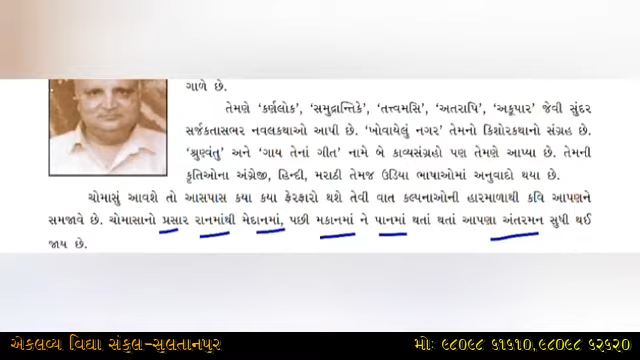 ગાળે છે.
તેમણે 'કર્ણલોક', 'સમુદ્રાન્તિકે', 'તત્ત્વમસિ', 'અતરાપિ', 'અકૂપાર' જેવી સુંદર
સર્જકતાસભર નવલકથાઓ આપી છે. 'ખોવાયેલું નગર' તેમનો કિશોરકથાનો સંગ્રહ છે.
'શ્રુણ્વંતુ' અને 'ગાય તેનાં ગીત' નામે બે કાવ્યસંગ્રહો પણ તેમણે આપ્યા છે. તેમની
કૃતિઓના અંગ્રેજી, હિન્દી, મરાઠી તેમજ ઉડિયા ભાષાઓમાં અનુવાદો થયા છે.
ચોમાસું આવશે તો આસપાસ કયા કયા ફેરફારો થશે તેવી વાત કલ્પનાઓની હારમાળાથી કવિ આપણને
સમજાવે છે. ચોમાસાનો પ્રસાર રાનમાંથી મેદાનમાં, પછી મકાનમાં ને પાનમાં થતાં થતાં આપણા અંતરમન સુધી થઈ
જાય છે.
એકલવ્ય વિદ્યા સંકુલ-સુલતાનપુર
મો: ૯૮૦૯૮ ૬૧૬૧૦,૯૮૦૯૮ ૬૨૬૨૦